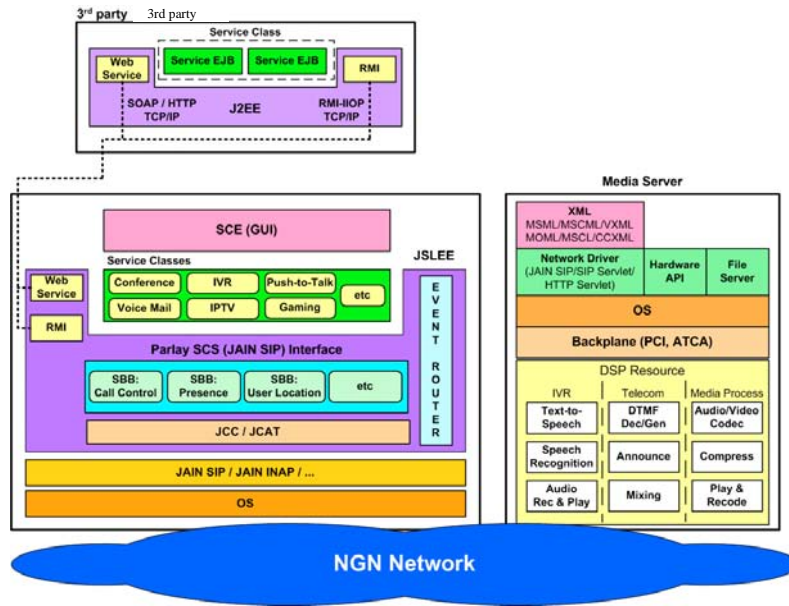 3rd party 3rd party
Service Class
Web
Service
Service EJB
Service EJB
RMI
SOAP / HTTP
TCP/IP
J2EE
RMI-IIOP
TCP/IP
SCE (GUI)
JSLEE
Service Classes
Conference
IVR
Push-to-Talk
etc
Voice Mail
IPTV
Gaming
Web
Service
RMI
EVENT ROUTER
Parlay SCS (JAIN SIP) Interface
SBB:
Call Control
SBB:
Presence
SBB:
User Location
etc
JCC / JCAT
JAIN SIP / JAIN INAP / ...
OS
Media Server
XML
MSML/MSCML/VXML
MOML/MSCL/CCXML
Network Driver
(JAIN SIP/SIP Servlet/
HTTP Servlet)
Hardware
API
File
Server
OS
Backplane (PCI, ATCA)
DSP Resource
IVR
Telecom
Media Process
Text-to-
Speech
DTMF
Dec/Gen
Audio/Video
Codec
Speech
Recognition
Announce
Compress
Audio
Rec & Play
Mixing
Play &
Recode
NGN Network